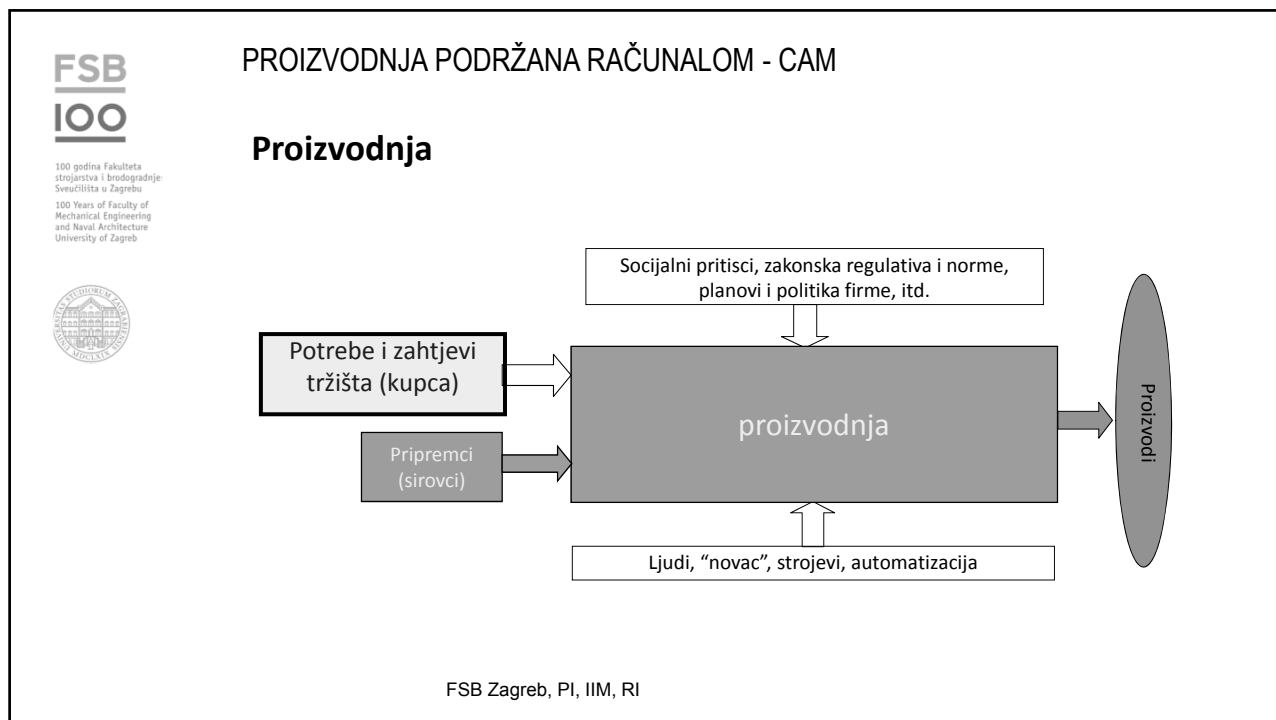 FSB
100
100 godina Fakulteta
strojarstva i brodogradnje
Sveučilišta u Zagrebu
100 Years of Faculty of
Mechanical Engineering
and Naval Architecture
University of Zagreb
PROIZVODNJA PODRŽANA RAČUNALOM - CAM
Proizvodnja
Socijalni pritisci, zakonska regulativa i norme,
planovi i politika firme, itd.
Potrebe i zahtjevi
tržišta (kupca)
Pripremci
(sirovci)
proizvodnja
Proizvodi
Ljudi, “novac”, strojevi, automatizacija
FSB Zagreb, PI, IIM, RI